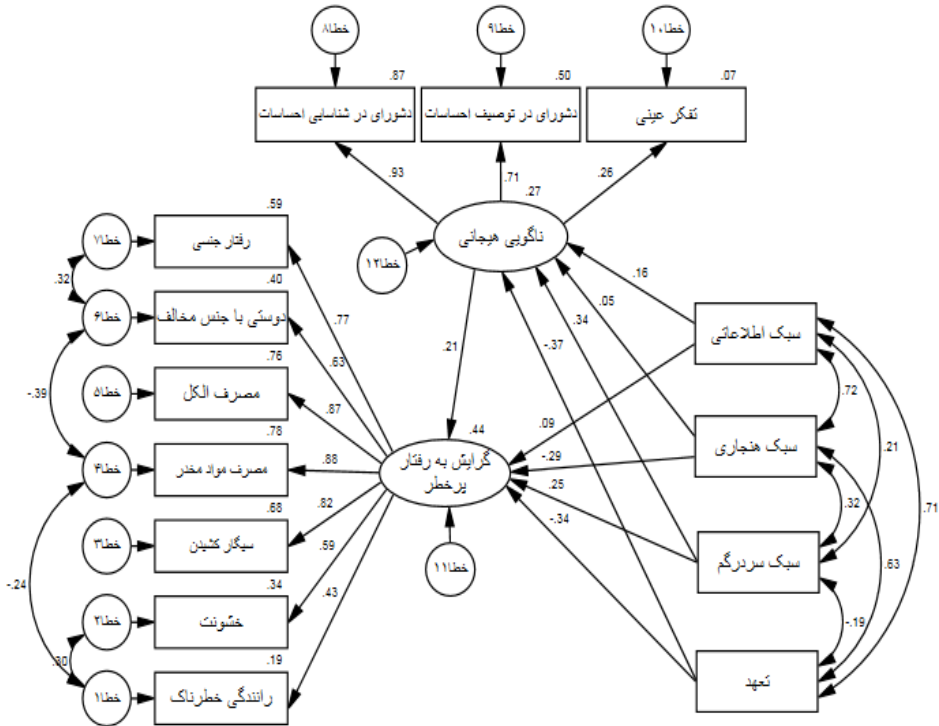 خطا۸
خطا۹
خطا۱۰
.87
.50
.07
دشورای در شناسایی احساسات
دشورای در توصیف احساسات
تفکر عینی
.93
.71
.26
.27
ناگویی هیجانی
خطا۱۲
.59
خطا۷
رفتار جنسی
.32
.40
خطا۶
دوستی با جنس مخالف
.77
.63
.21
-.37
.34
.05
.16
سبک اطلاعاتی
.72
-.39
.76
خطا۵
مصرف الکل
.87
.44
گرایش به رفتار
پرخطر
.09
-.29
.25
-.34
سبک هنجاری
.21
.78
خطا۴
مصرف مواد مخدر
.88
.32
.71
.68
خطا۳
سیگار کشیدن
.82
.59
.43
خطا۱۱
سبک سردرگم
.63
-.24
.34
خطا۲
خشونت
-.19
.30
.19
خطا۱
رانندگی خطرناک
تعهد